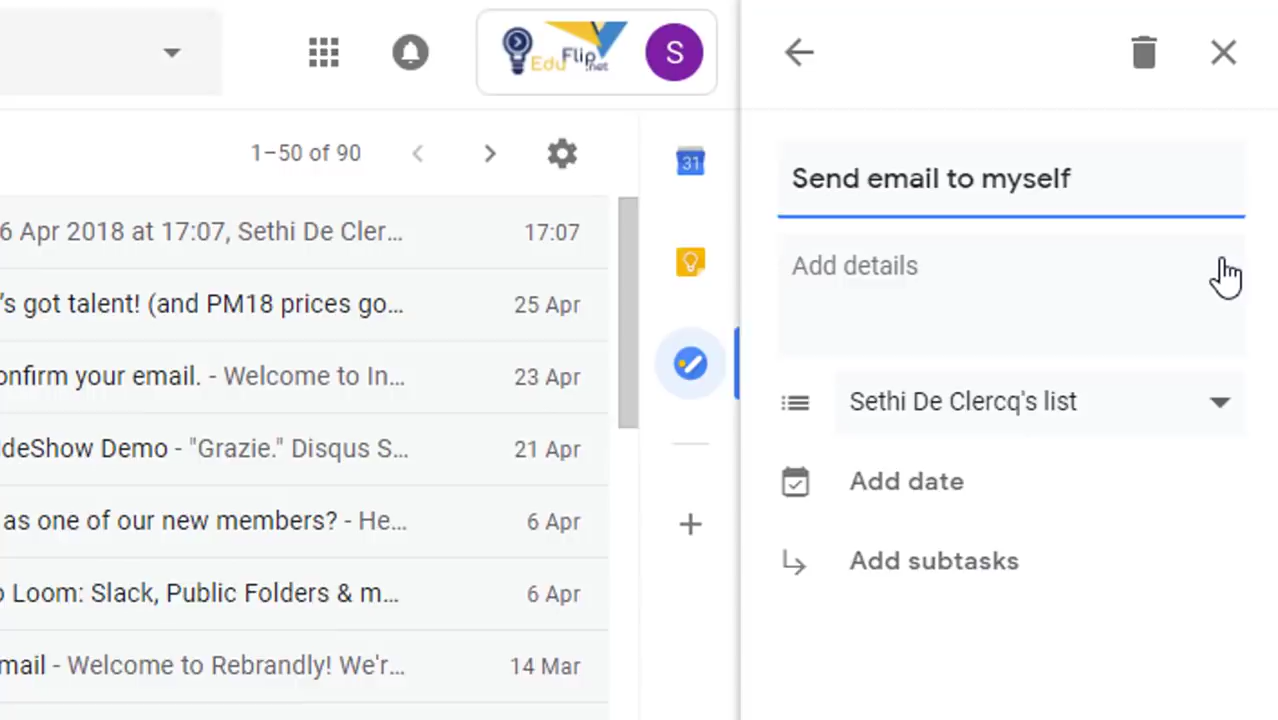 EduFlip.net
S
1–50 of 90
6 Apr 2018 at 17:07, Sethi De Cler... 17:07
's got talent! (and PM18 prices go... 25 Apr
onfirm your email. - Welcome to In... 23 Apr
ideShow Demo - "Grazie." Disqus S... 21 Apr
as one of our new members? - He... 6 Apr
o Loom: Slack, Public Folders & m... 6 Apr
mail - Welcome to Rebrandly! We'r... 14 Mar
31
Send email to myself
Add details
Sethi De Clercq's list
Add date
Add subtasks